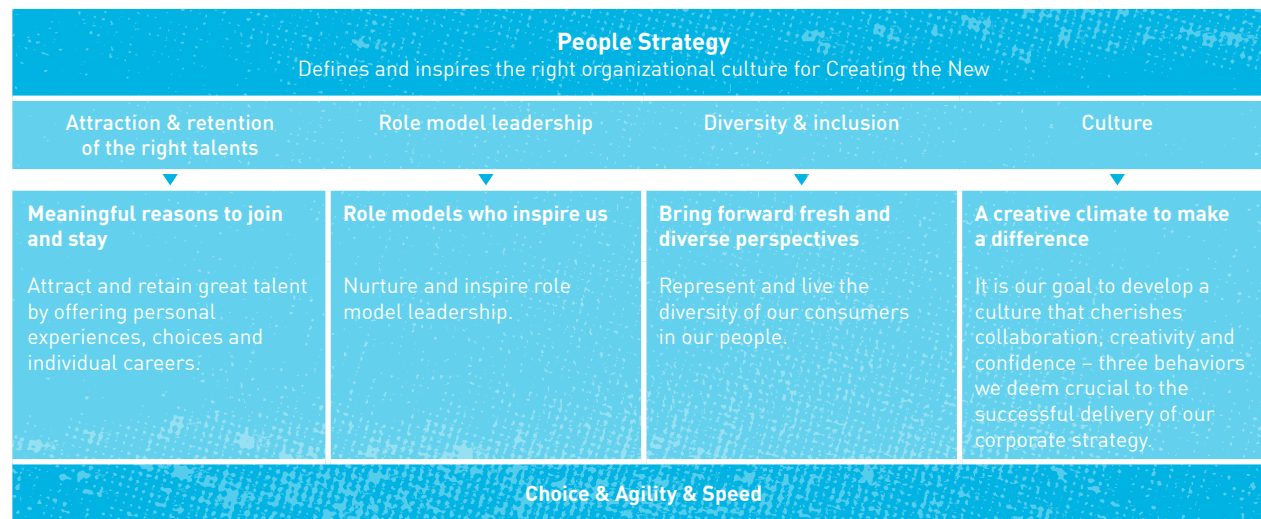 People Strategy
Defines and inspires the right organizational culture for Creating the New
Attraction & retention
of the right talents
Role model leadership
Diversity & inclusion
Culture
Meaningful reasons to join
and stay
Attract and retain great talent
by offering personal
experiences, choices and
individual careers.
Role models who inspire us
Nurture and inspire role
model leadership.
Bring forward fresh and
diverse perspectives
Represent and live the
diversity of our consumers
in our people.
A creative climate to make
a difference
It is our goal to develop a
culture that cherishes
collaboration, creativity and
confidence – three behaviors
we deem crucial to the
successful delivery of our
corporate strategy.
Choice & Agility & Speed